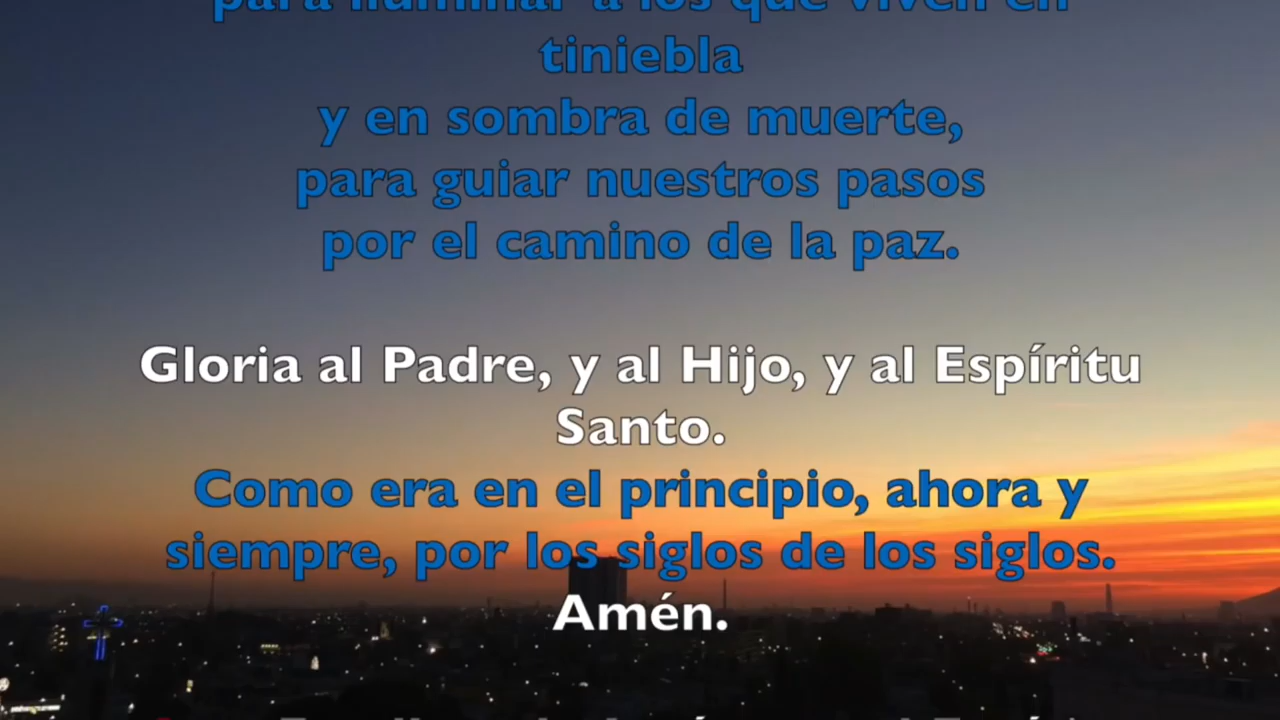 para iluminar a los que viven en
tiniebla
y en sombra de muerte,
para guiar nuestros pasos
por el camino de la paz.
Gloria al Padre, y al Hijo, y al Espíritu
Santo.
Como era en el principio, ahora y
siempre, por los siglos de los siglos.
Amén.